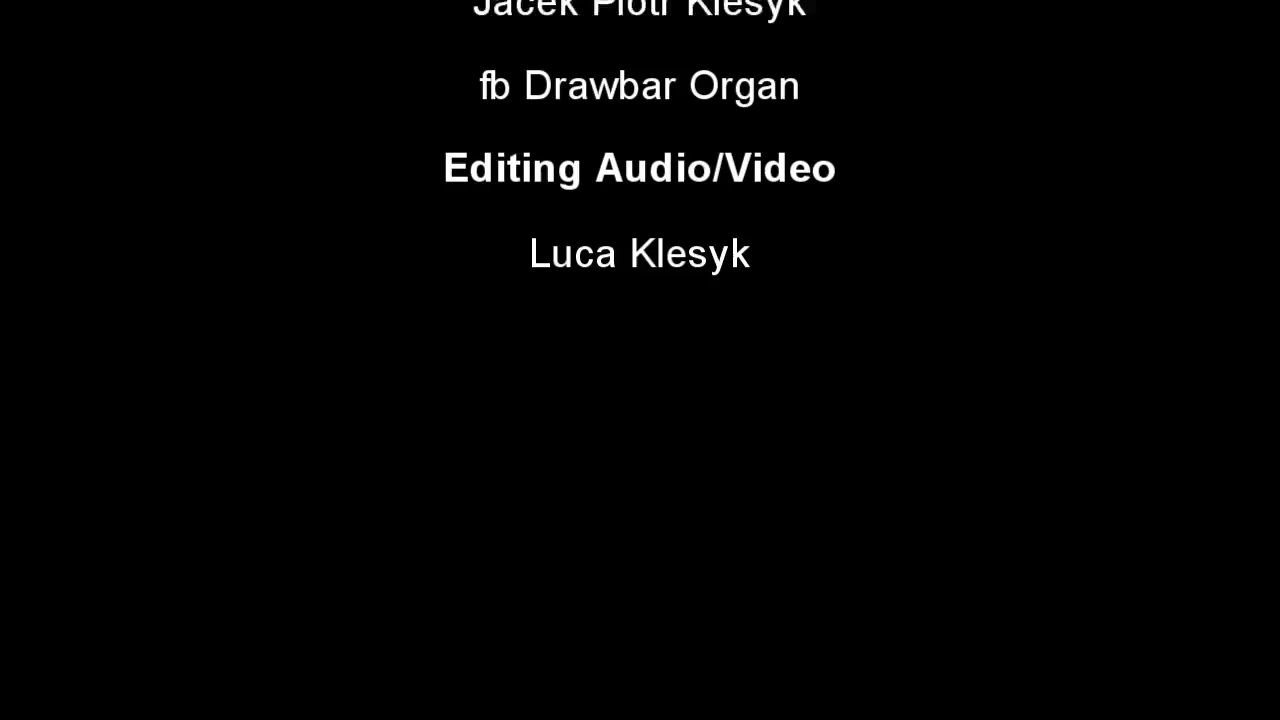 Jacek Piotr Klesyk
fb Drawbar Organ
Editing Audio/Video
Luca Klesyk